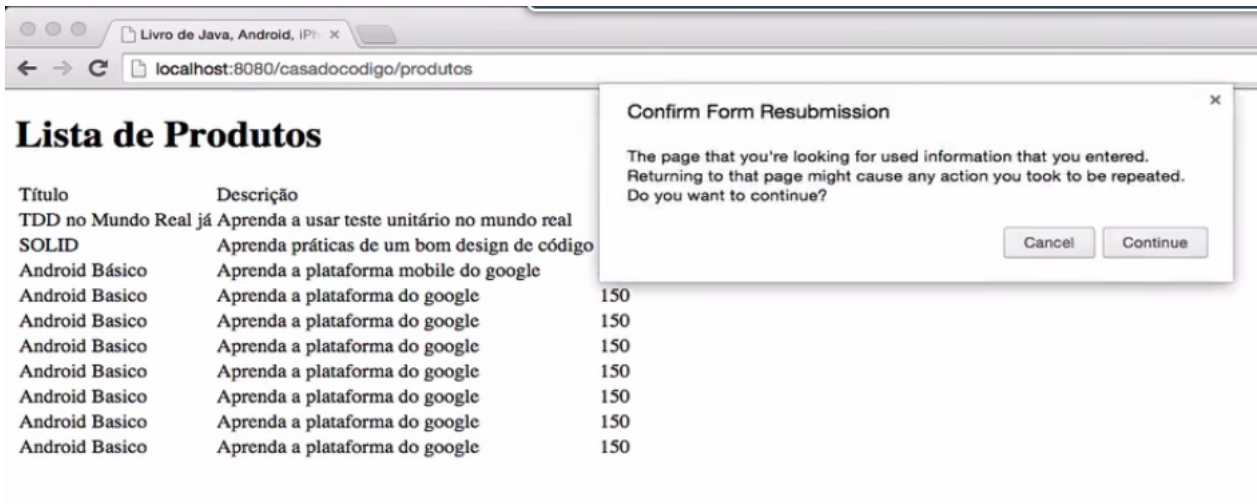 Livro de Java, Android, iPh
localhost:8080/casadocodigo/produtos
Lista de Produtos
Confirm Form Resubmission
The page that you're looking for used information that you entered.
Returning to that page might cause any action you took to be repeated.
Do you want to continue?
Cancel Continue
Título Descrição
TDD no Mundo Real já Aprenda a usar teste unitário no mundo real
SOLID Aprenda práticas de um bom design de código
Android Básico Aprenda a plataforma mobile do google
Android Basico Aprenda a plataforma do google 150
Android Basico Aprenda a plataforma do google 150
Android Basico Aprenda a plataforma do google 150
Android Basico Aprenda a plataforma do google 150
Android Basico Aprenda a plataforma do google 150
Android Basico Aprenda a plataforma do google 150
Android Basico Aprenda a plataforma do google 150